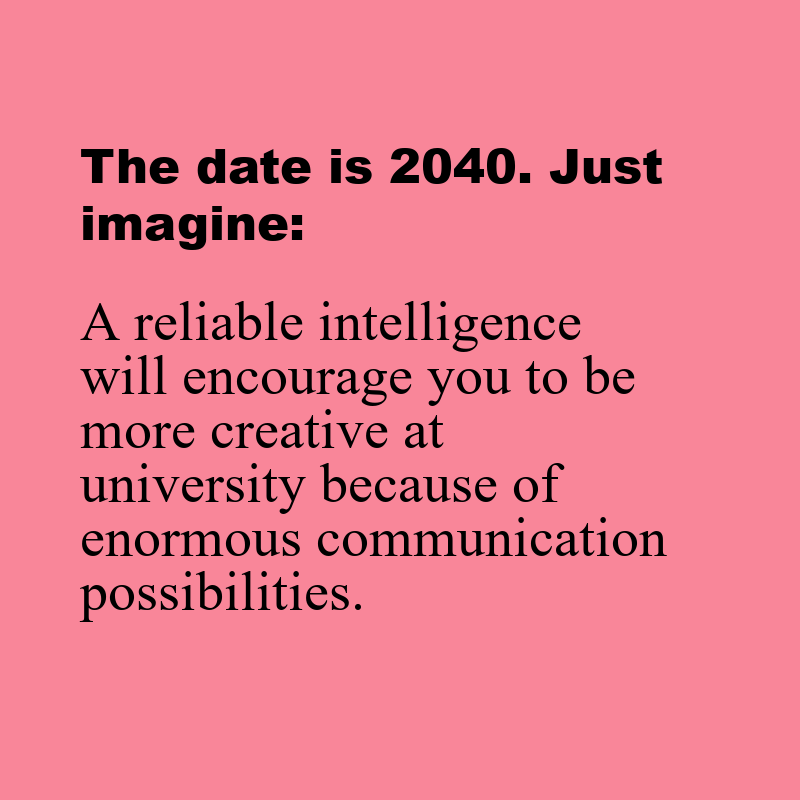 The date is 2040. Just
imagine:
A reliable intelligence
will encourage you to be
more creative at
university because of
enormous communication
possibilities.